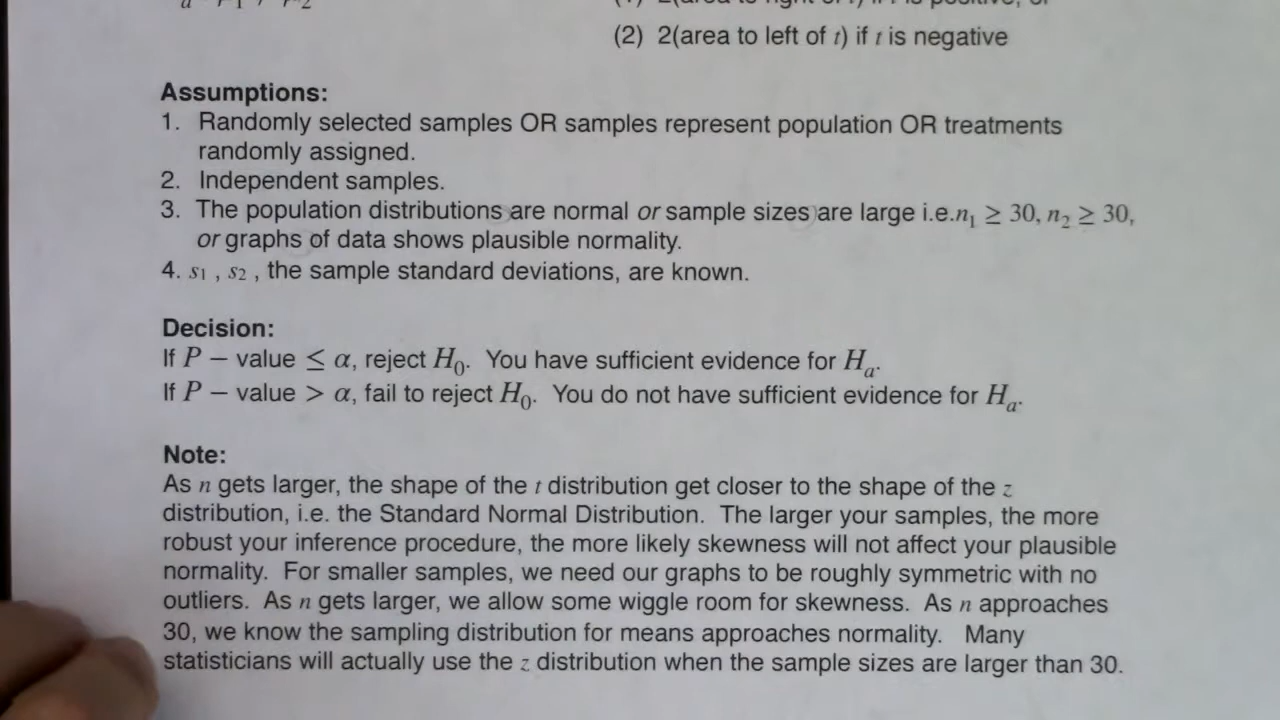 (2) 2(area to left of t) if t is negative
Assumptions:
1. Randomly selected samples OR samples represent population OR treatments
randomly assigned.
2. Independent samples.
3. The population distributions are normal or sample sizes are large i.e.n₁ ≥ 30, n₂ ≥ 30,
or graphs of data shows plausible normality.
4. s₁ , s₂ , the sample standard deviations, are known.
Decision:
If P − value ≤ α, reject H₀. You have sufficient evidence for Hₐ.
If P − value > α, fail to reject H₀. You do not have sufficient evidence for Hₐ.
Note:
As n gets larger, the shape of the t distribution get closer to the shape of the z
distribution, i.e. the Standard Normal Distribution. The larger your samples, the more
robust your inference procedure, the more likely skewness will not affect your plausible
normality. For smaller samples, we need our graphs to be roughly symmetric with no
outliers. As n gets larger, we allow some wiggle room for skewness. As n approaches
30, we know the sampling distribution for means approaches normality. Many
statisticians will actually use the z distribution when the sample sizes are larger than 30.